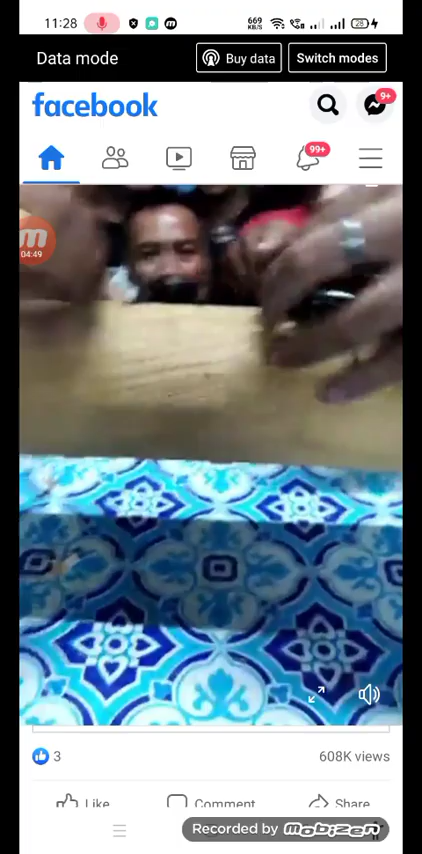 11:28 m 669 KB/S 28
Data mode Buy data Switch modes
facebook 9+
99+
m
04:49
3 608K views
Like Comment Share
Recorded by mobizen